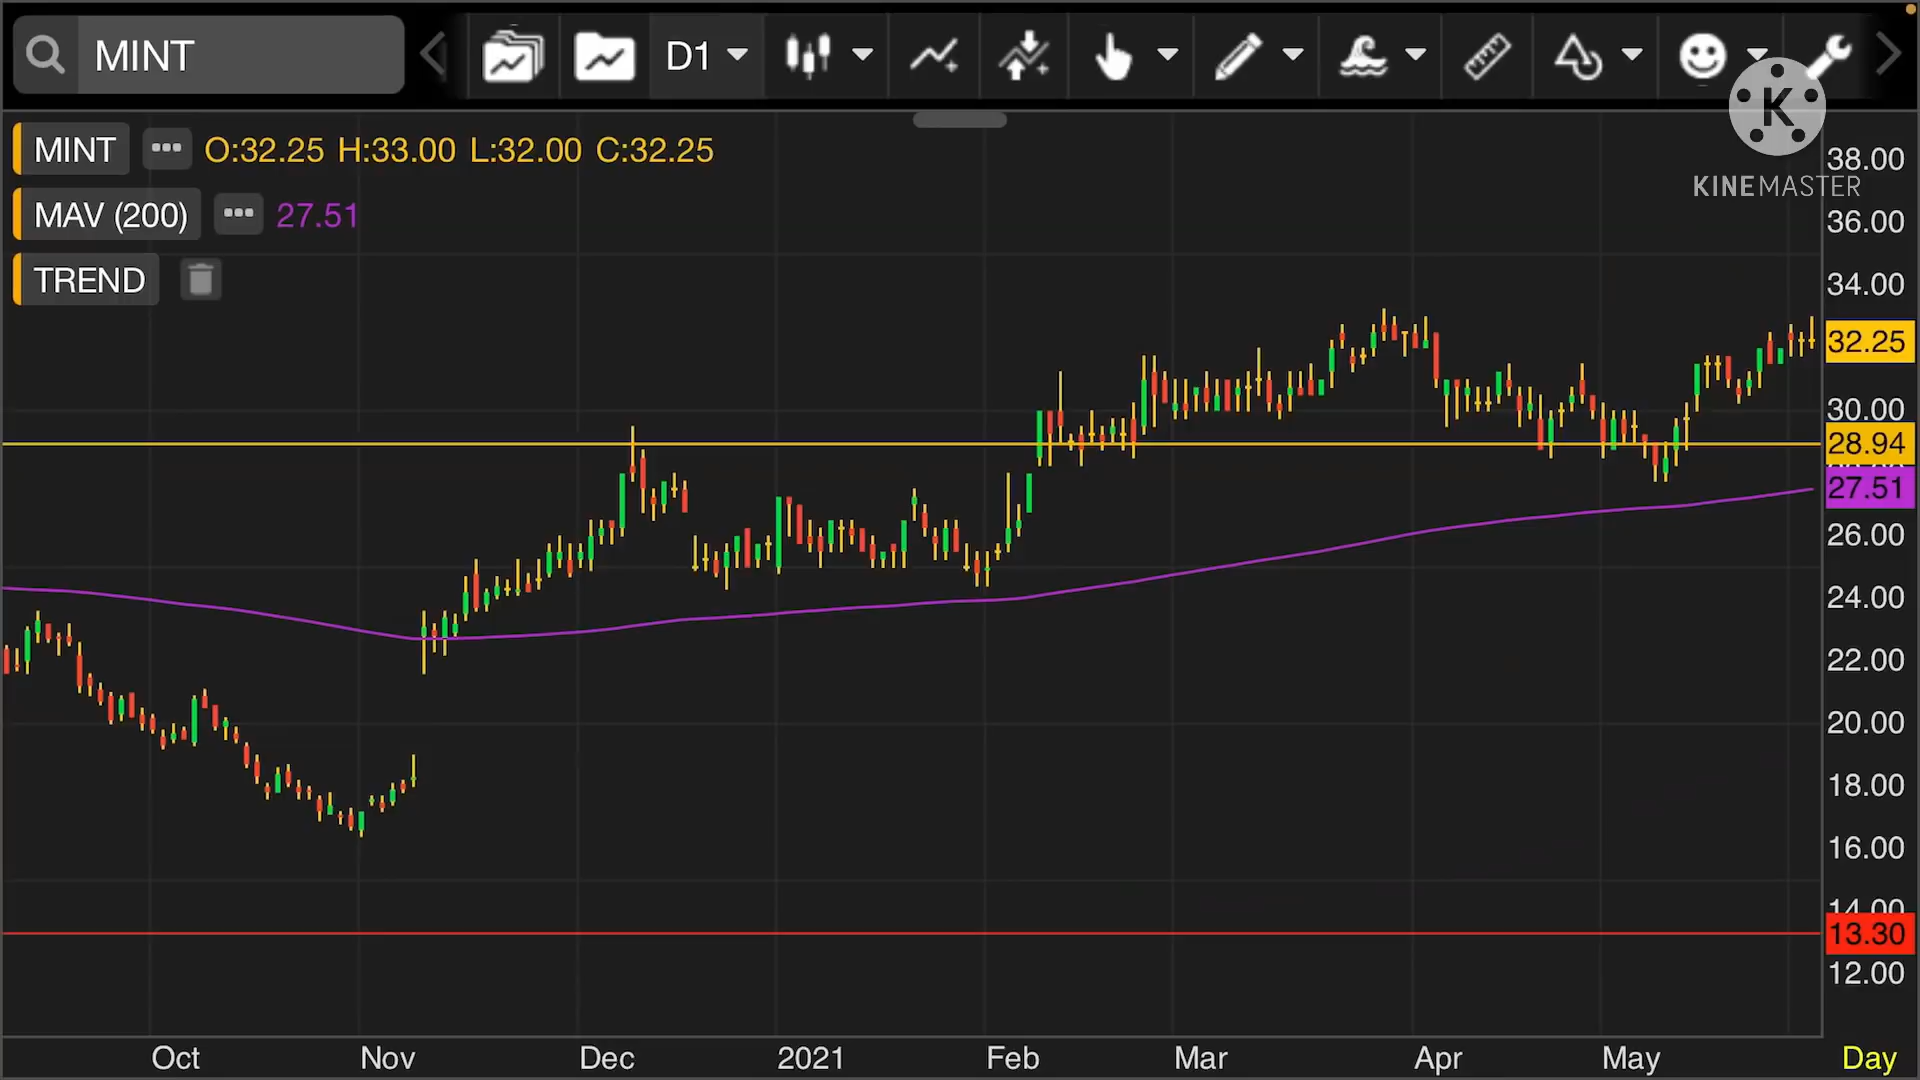 MINT
D1
K
KINEMASTER
MINT ... O:32.25 H:33.00 L:32.00 C:32.25
MAV (200) ... 27.51
TREND
38.00
36.00
34.00
32.25
30.00
28.94
27.51
26.00
24.00
22.00
20.00
18.00
16.00
14.00
13.30
12.00
Oct Nov Dec 2021 Feb Mar Apr May Day